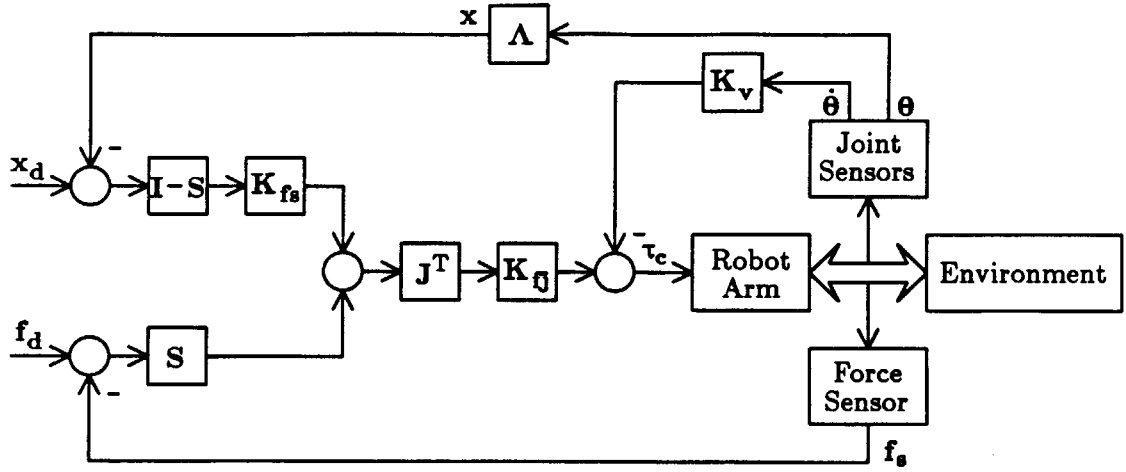 x
Λ
K_v
θ̇
θ
Joint
Sensors
-
x_d
I-S
K_fs
-
τ_c
J^T
K_fj
Robot
Arm
Environment
f_d
S
-
Force
Sensor
f_s